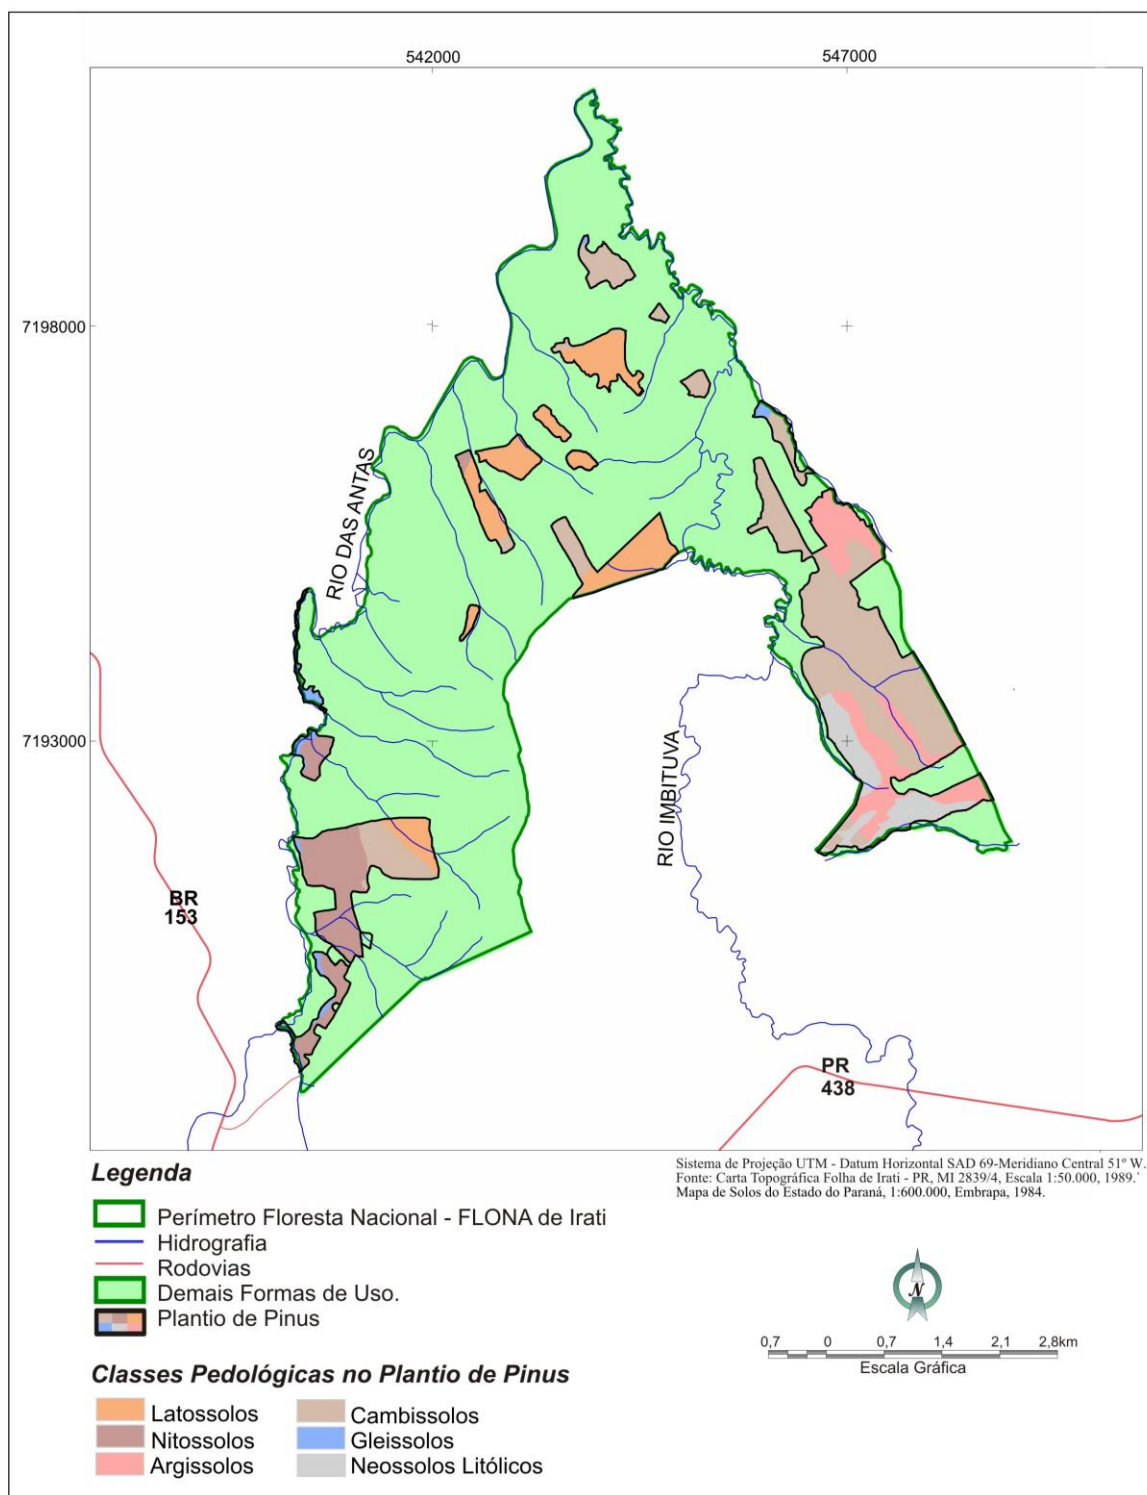 542000
547000
7198000
RIO DAS ANTAS
7193000
RIO IMBITUVA
BR
153
PR
438
Legenda
Perímetro Floresta Nacional - FLONA de Irati
Hidrografia
Rodovias
Demais Formas de Uso.
Plantio de Pinus
Sistema de Projeção UTM - Datum Horizontal SAD 69-Meridiano Central 51º W.
Fonte: Carta Topográfica Folha de Irati - PR, MI 2839/4, Escala 1:50.000, 1989.`
Mapa de Solos do Estado do Paraná, 1:600.000, Embrapa, 1984.
N
0,7 0 0,7 1,4 2,1 2,8km
Escala Gráfica
Classes Pedológicas no Plantio de Pinus
Latossolos
Cambissolos
Nitossolos
Gleissolos
Argissolos
Neossolos Litólicos